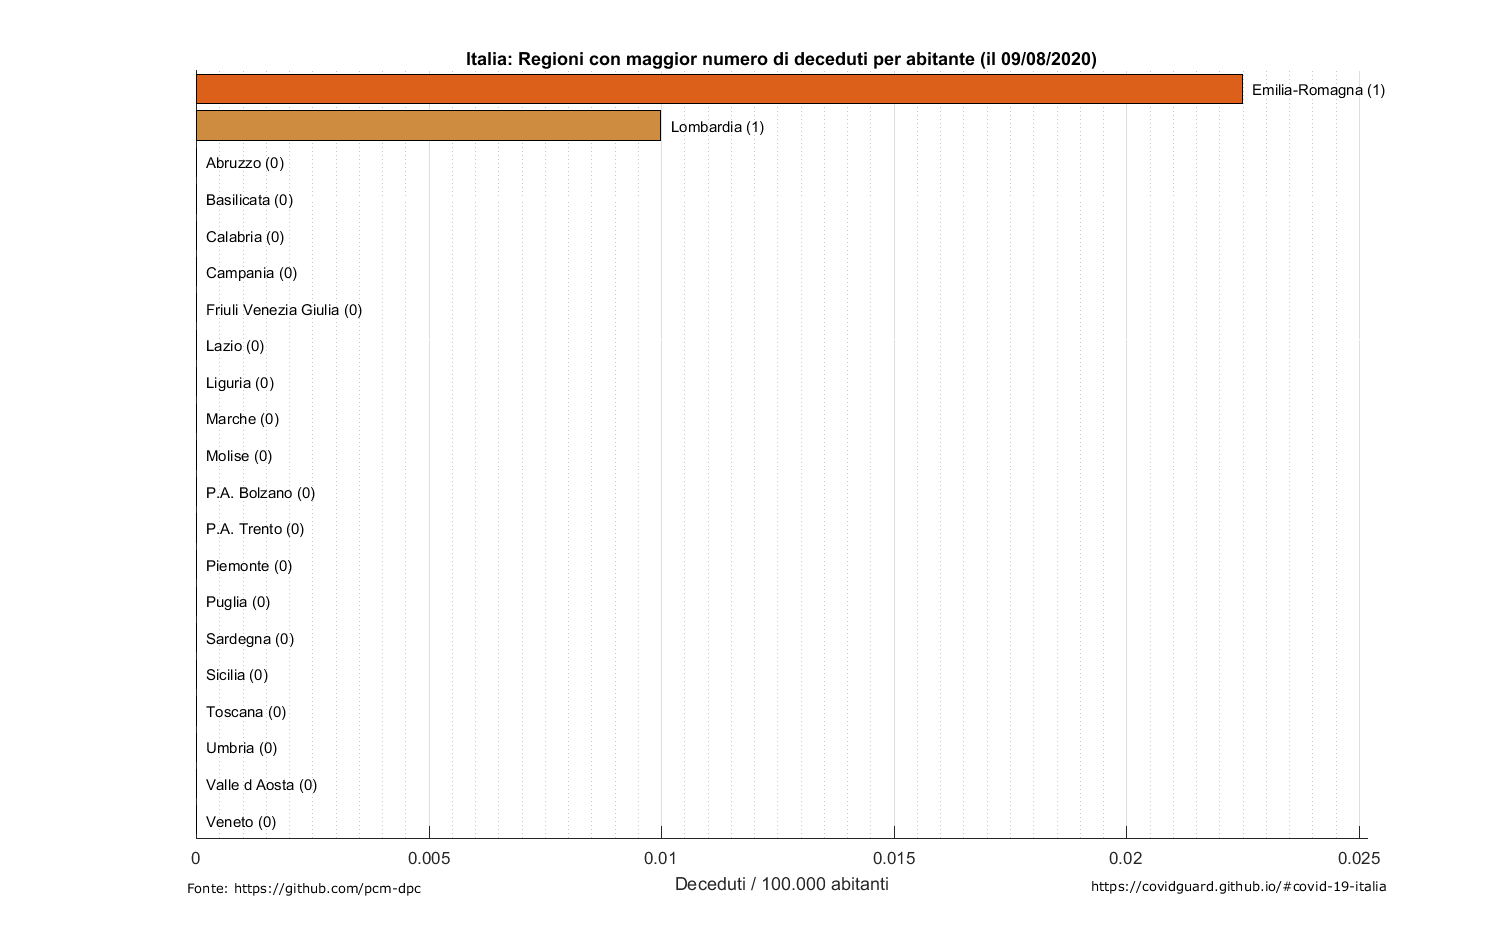 Italia: Regioni con maggior numero di deceduti per abitante (il 09/08/2020)
Emilia-Romagna (1)
Lombardia (1)
Abruzzo (0)
Basilicata (0)
Calabria (0)
Campania (0)
Friuli Venezia Giulia (0)
Lazio (0)
Liguria (0)
Marche (0)
Molise (0)
P.A. Bolzano (0)
P.A. Trento (0)
Piemonte (0)
Puglia (0)
Sardegna (0)
Sicilia (0)
Toscana (0)
Umbria (0)
Valle d Aosta (0)
Veneto (0)
0 0.005 0.01 0.015 0.02 0.025
Deceduti / 100.000 abitanti
Fonte: https://github.com/pcm-dpc
https://covidguard.github.io/#covid-19-italia